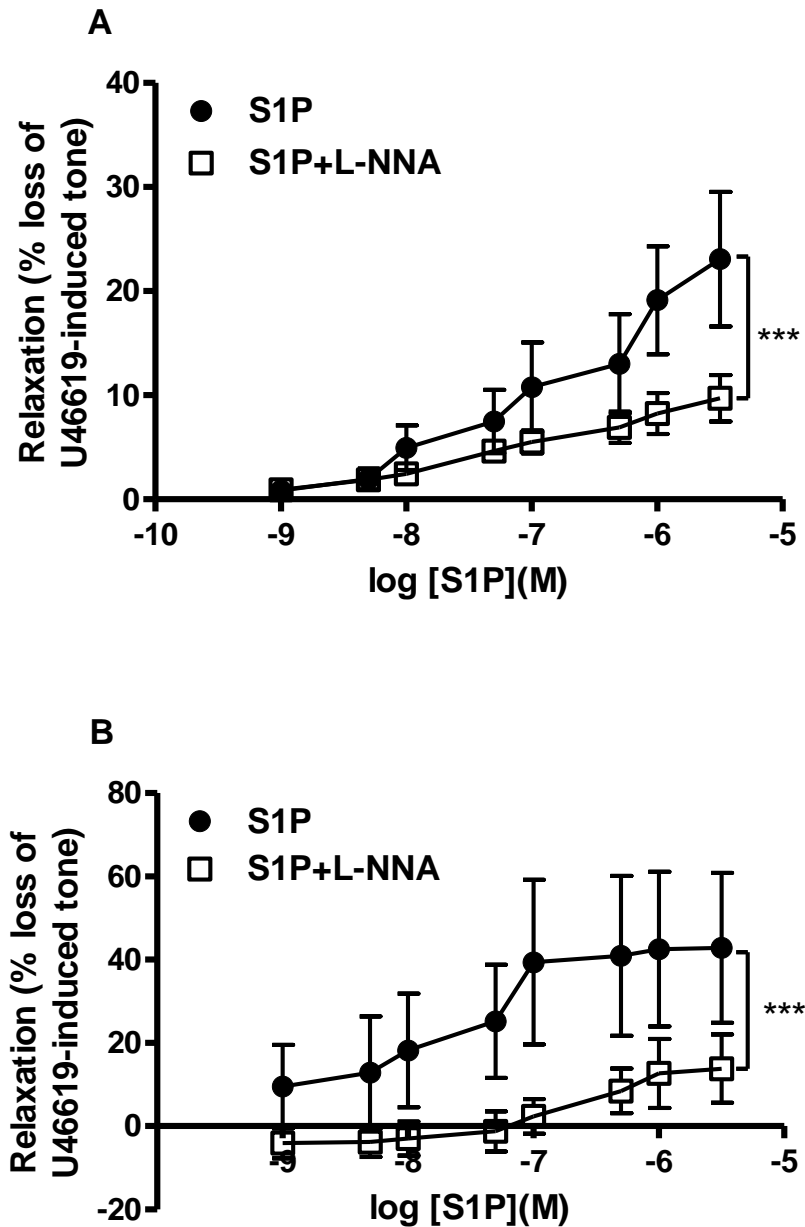 A
Relaxation (% loss of
U46619-induced tone)
40
30
20
10
0
S1P
S1P+L-NNA
***
-10 -9 -8 -7 -6 -5
log [S1P](M)
B
Relaxation (% loss of
U46619-induced tone)
80
60
40
20
0
-20
S1P
S1P+L-NNA
***
-9 -8 -7 -6 -5
log [S1P](M)